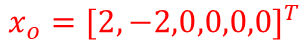 x_o = [2, −2,0,0,0,0]^T